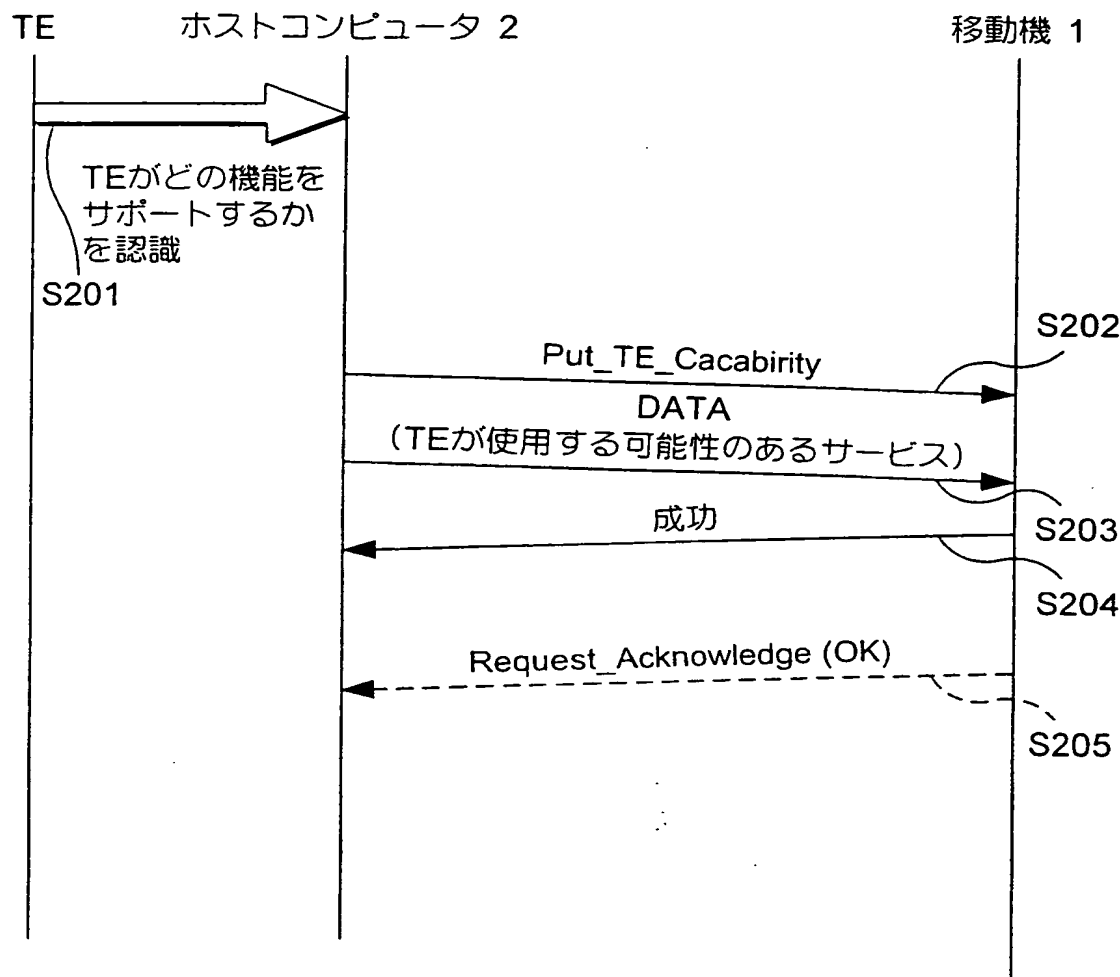 TE
ホストコンピュータ 2
移動機 1
TEがどの機能を
サポートするか
を認識
S201
S202
Put_TE_Cacabirity
DATA
(TEが使用する可能性のあるサービス)
S203
成功
S204
Request_Acknowledge (OK)
S205